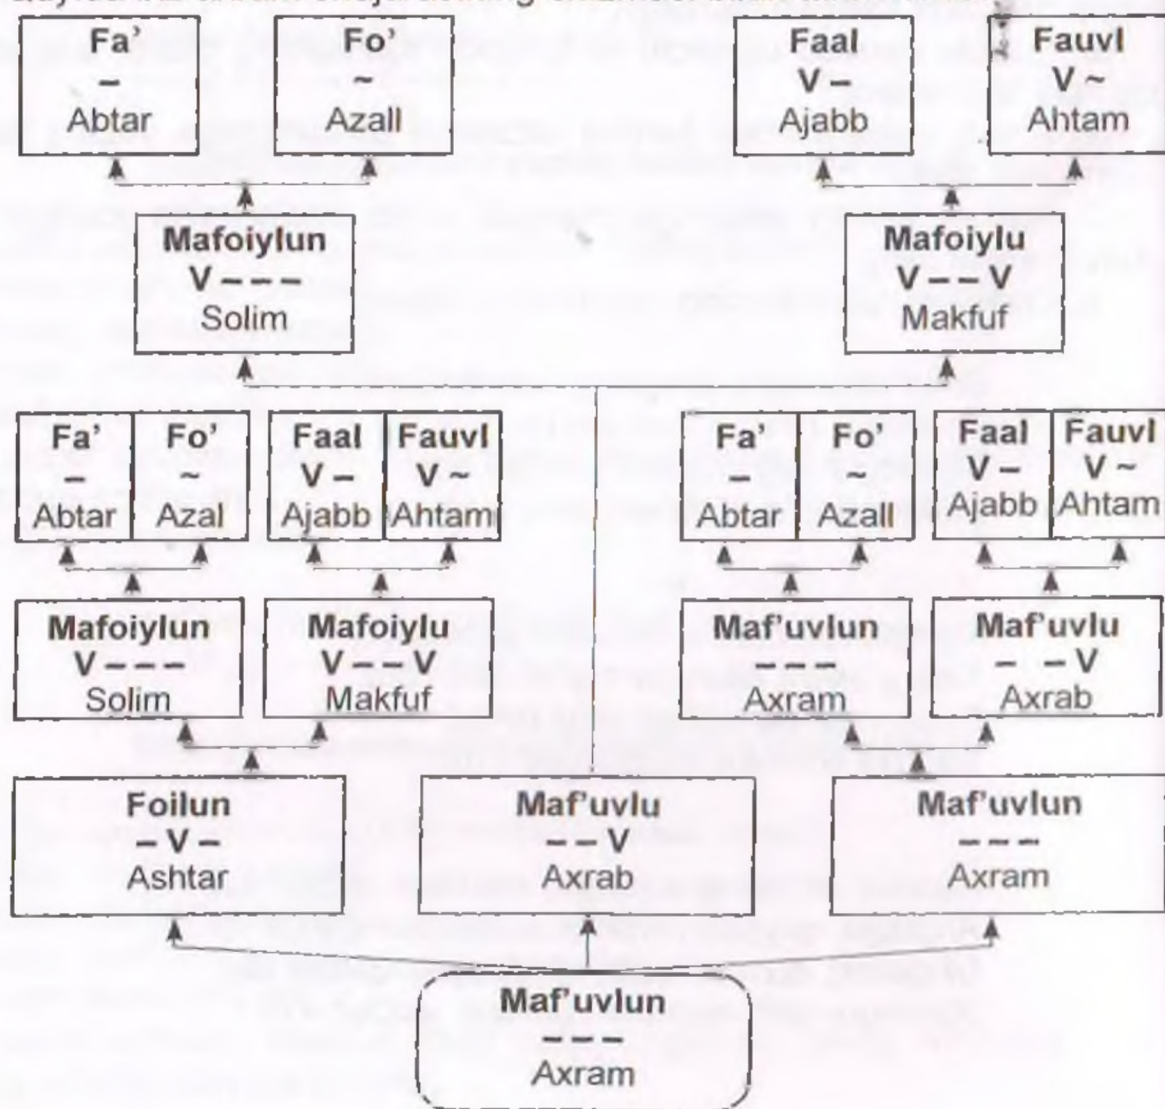 Fa’ Fo’ Faal Fauvl
– ~ V – V ~
Abtar Azall Ajabb Ahtam
Mafoiylun Mafoiylu
V – – – V – – V
Solim Makfuf
Fa’ Fo’ Faal Fauvl Fa’ Fo’ Faal Fauvl
– ~ V – V ~ – ~ V – V ~
Abtar Azal Ajabb Ahtam Abtar Azall Ajabb Ahtam
Mafoiylun Mafoiylu Maf’uvlun Maf’uvlu
V – – – V – – V – – – – – V
Solim Makfuf Axram Axrab
Foilun Maf’uvlu Maf’uvlun
– V – – – V – – –
Ashtar Axrab Axram
Maf’uvlun
– – –
Axram